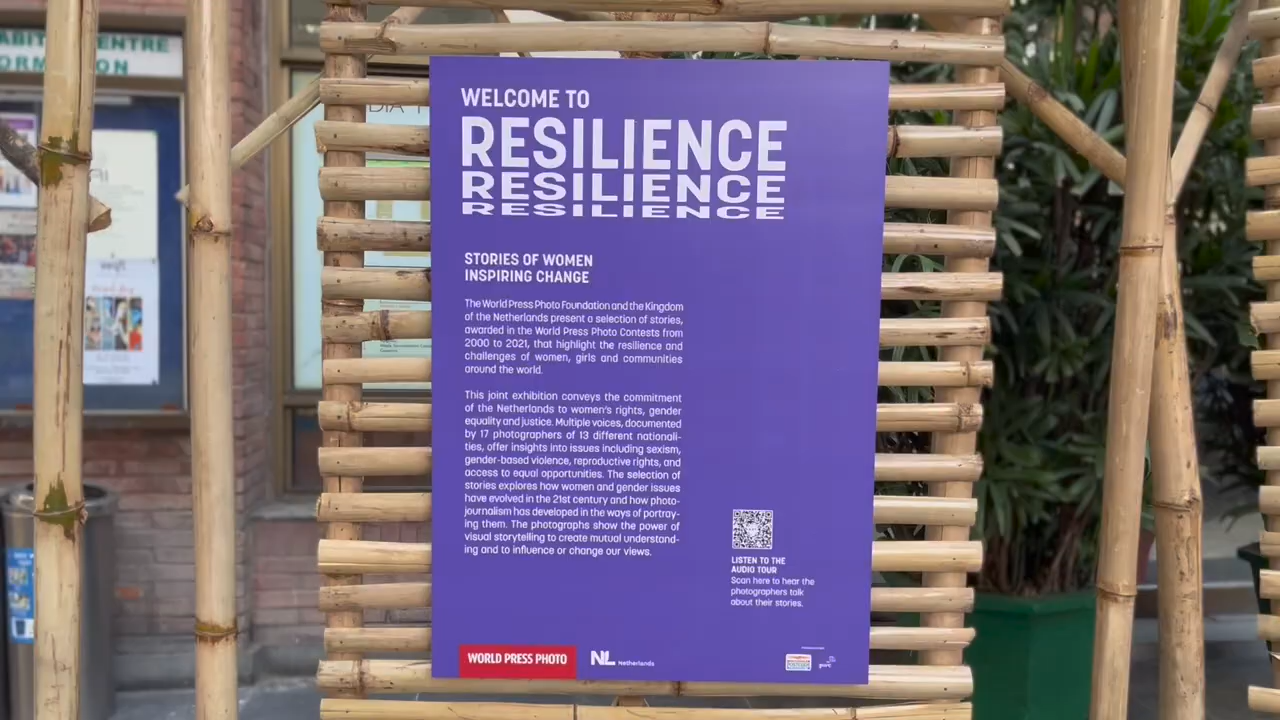 WELCOME TO
RESILIENCE
RESILIENCE
RESILIENCE
STORIES OF WOMEN
INSPIRING CHANGE
The World Press Photo Foundation and the Kingdom
of the Netherlands present a selection of stories,
awarded in the World Press Photo Contests from
2000 to 2021, that highlight the resilience and
challenges of women, girls and communities
around the world.
This joint exhibition conveys the commitment
of the Netherlands to women's rights, gender
equality and justice. Multiple voices, documented
by 17 photographers of 13 different nationali-
ties, offer insights into issues including sexism,
gender-based violence, reproductive rights, and
access to equal opportunities. The selection of
stories explores how women and gender issues
have evolved in the 21st century and how photo-
journalism has developed in the ways of portray-
ing them. The photographs show the power of
visual storytelling to create mutual understand-
ing and to influence or change our views.
LISTEN TO THE
AUDIO TOUR
Scan here to hear the
photographers talk
about their stories.
WORLD PRESS PHOTO
NL Netherlands
pwc
CENTRE